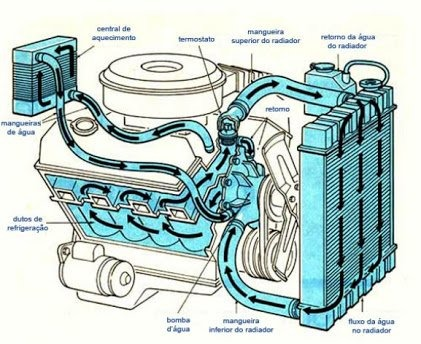 central de
aquecimento
termostato
mangueira
superior do radiador
retorno da água
do radiador
mangueiras
de água
retorno
dutos de
refrigeração
bomba
d'água
mangueira
inferior do radiador
fluxo da água
no radiador